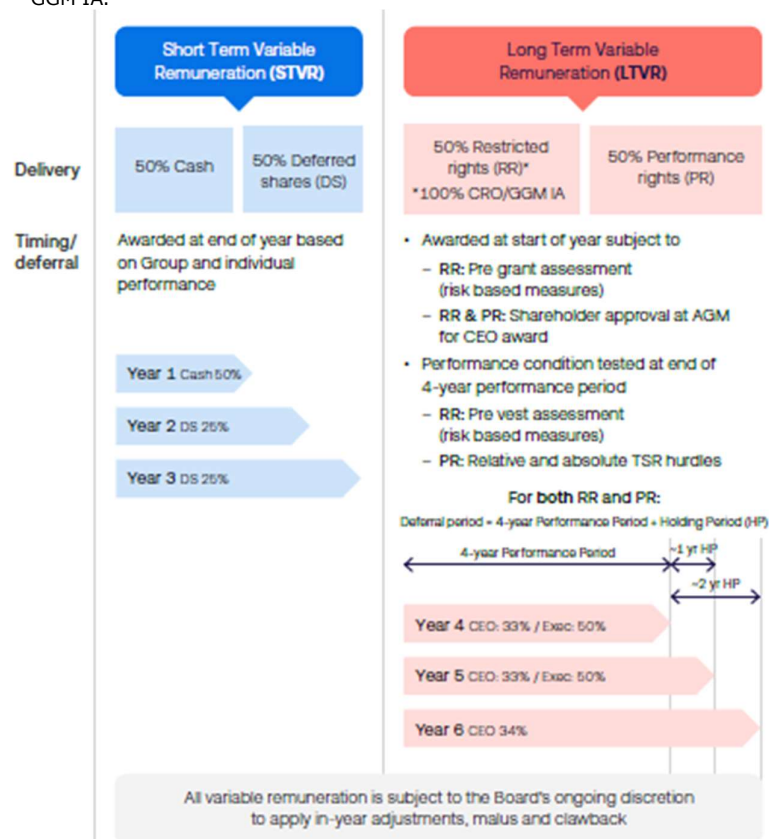 GGM IA.
Short Term Variable
Remuneration (STVR)
Long Term Variable
Remuneration (LTVR)
Delivery
50% Cash
50% Deferred
shares (DS)
50% Restricted
rights (RR)*
*100% CRO/GGM IA
50% Performance
rights (PR)
Timing/
deferral
Awarded at end of year based
on Group and individual
performance
Year 1 Cash 50%
Year 2 DS 25%
Year 3 DS 25%
• Awarded at start of year subject to
– RR: Pre grant assessment
(risk based measures)
– RR & PR: Shareholder approval at AGM
for CEO award
• Performance condition tested at end of
4-year performance period
– RR: Pre vest assessment
(risk based measures)
– PR: Relative and absolute TSR hurdles
For both RR and PR:
Deferral period = 4-year Performance Period + Holding Period (HP)
4-year Performance Period
~1 yr HP
~2 yr HP
Year 4 CEO: 33% / Exec: 50%
Year 5 CEO: 33% / Exec: 50%
Year 6 CEO 34%
All variable remuneration is subject to the Board's ongoing discretion
to apply in-year adjustments, malus and clawback